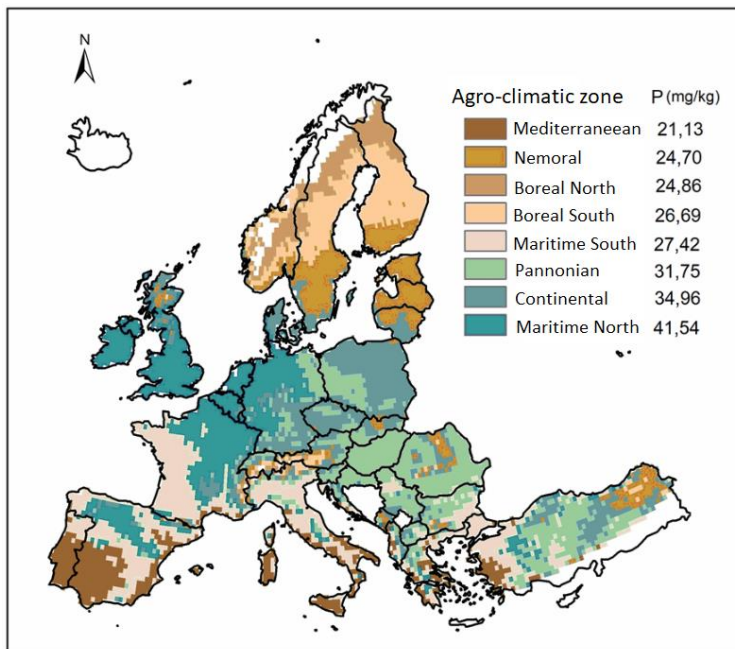 N
Agro-climatic zone P (mg/kg)
Mediterraneean 21,13
Nemoral 24,70
Boreal North 24,86
Boreal South 26,69
Maritime South 27,42
Pannonian 31,75
Continental 34,96
Maritime North 41,54